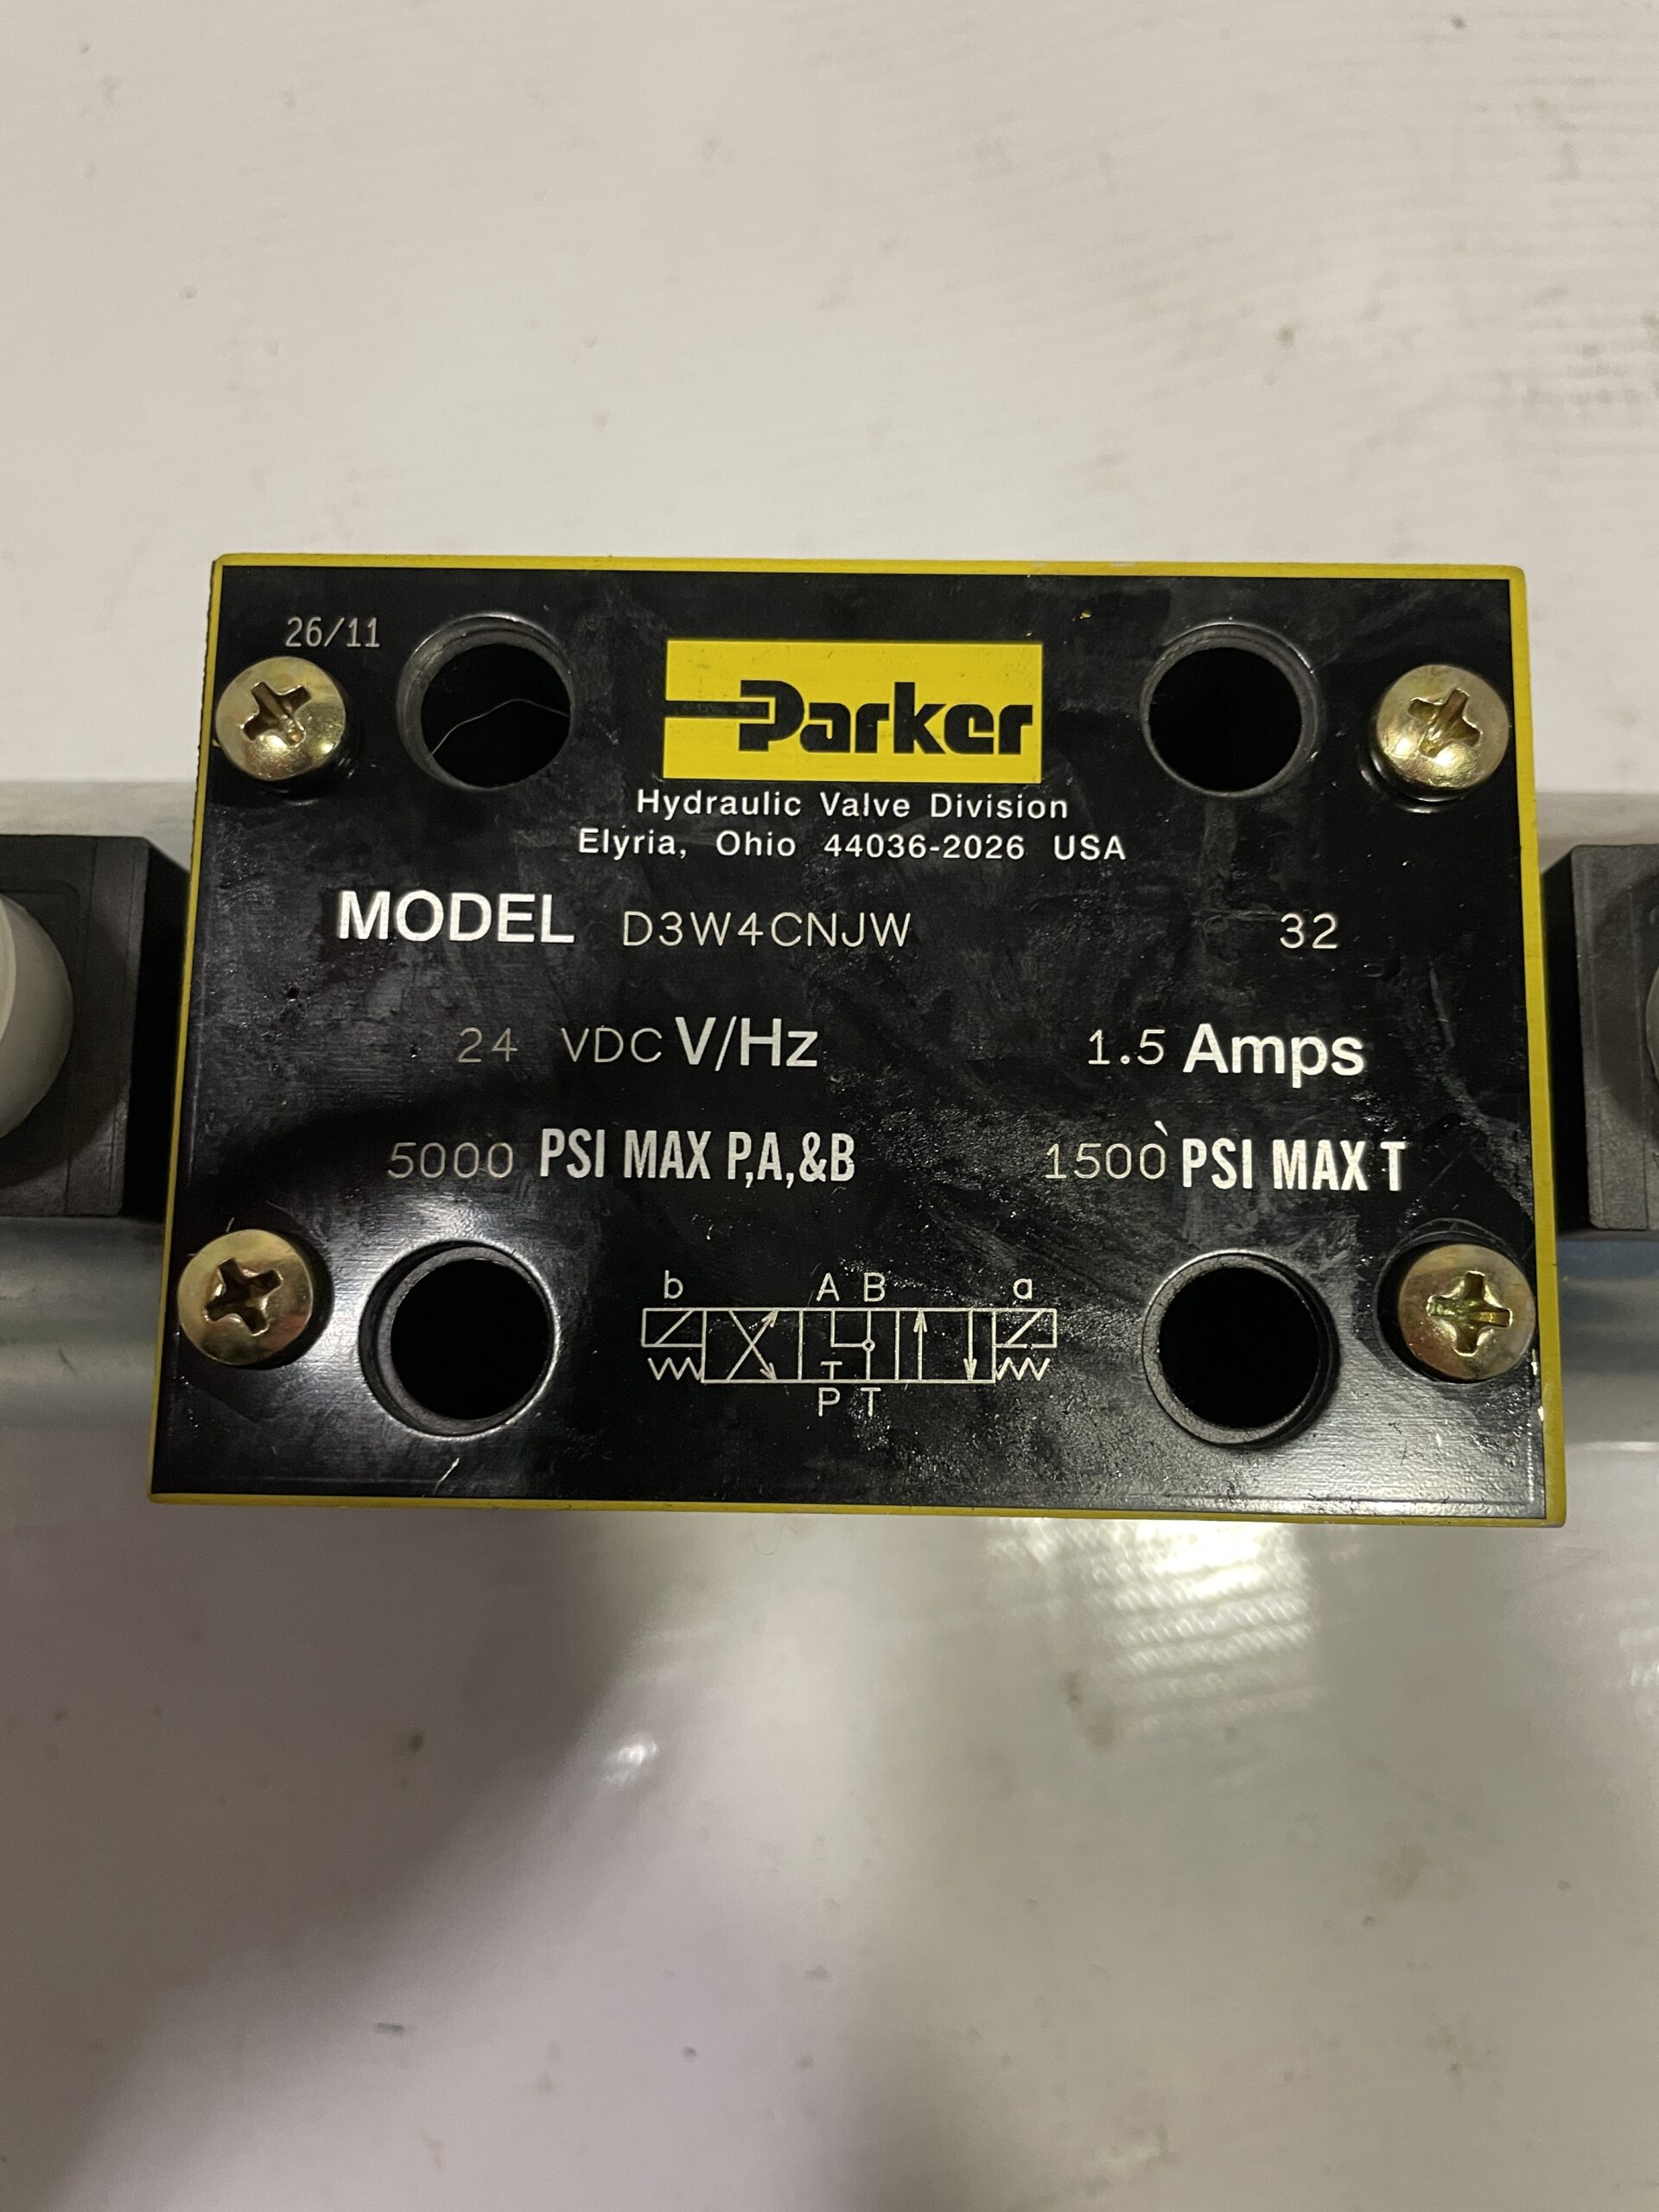 26/11
Parker
Hydraulic Valve Division
Elyria, Ohio 44036-2026 USA
MODEL D3W4CNJW 32
24 VDC V/Hz 1.5 Amps
5000 PSI MAX P,A,&B 1500 PSI MAX T
b A B a
P T